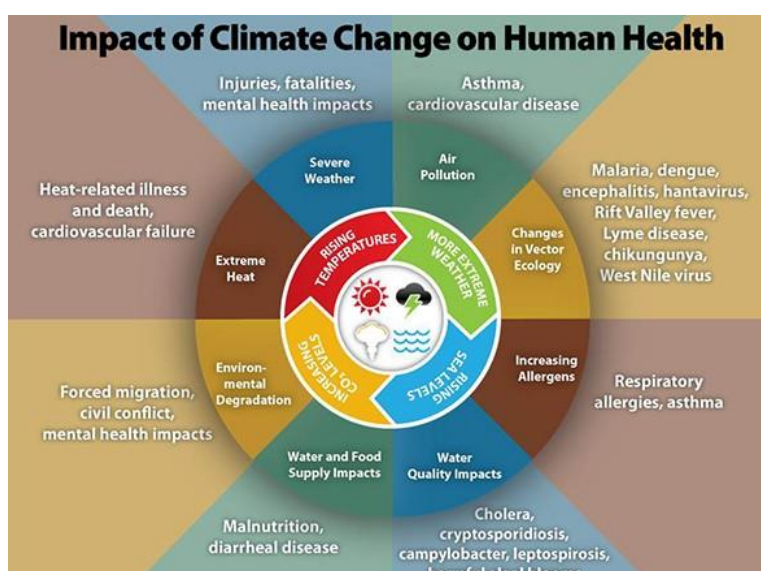 Impact of Climate Change on Human Health
Injuries, fatalities,
mental health impacts
Asthma,
cardiovascular disease
Severe
Weather
Air
Pollution
Heat-related illness
and death,
cardiovascular failure
Malaria, dengue,
encephalitis, hantavirus,
Rift Valley fever,
Lyme disease,
chikungunya,
West Nile virus
Extreme
Heat
Changes
in Vector
Ecology
RISING
TEMPERATURES
MORE EXTREME
WEATHER
INCREASING
CO₂ LEVELS
RISING
SEA LEVELS
Environ-
mental
Degradation
Increasing
Allergens
Forced migration,
civil conflict,
mental health impacts
Respiratory
allergies, asthma
Water and Food
Supply Impacts
Water
Quality Impacts
Malnutrition,
diarrheal disease
Cholera,
cryptosporidiosis,
campylobacter, leptospirosis,